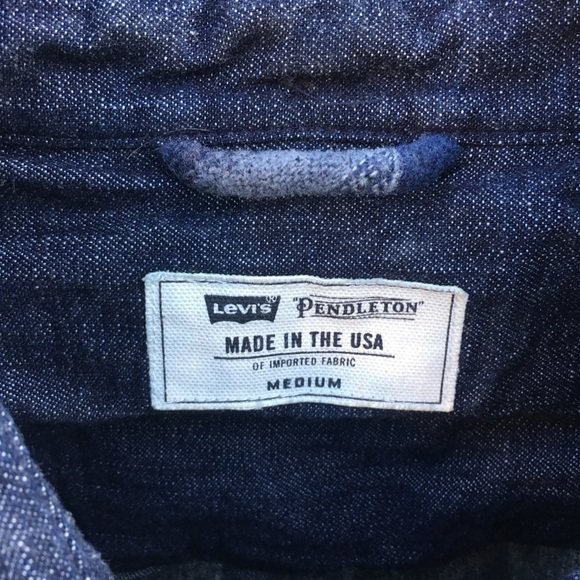 Levi's® "PENDLETON"
MADE IN THE USA
OF IMPORTED FABRIC
MEDIUM